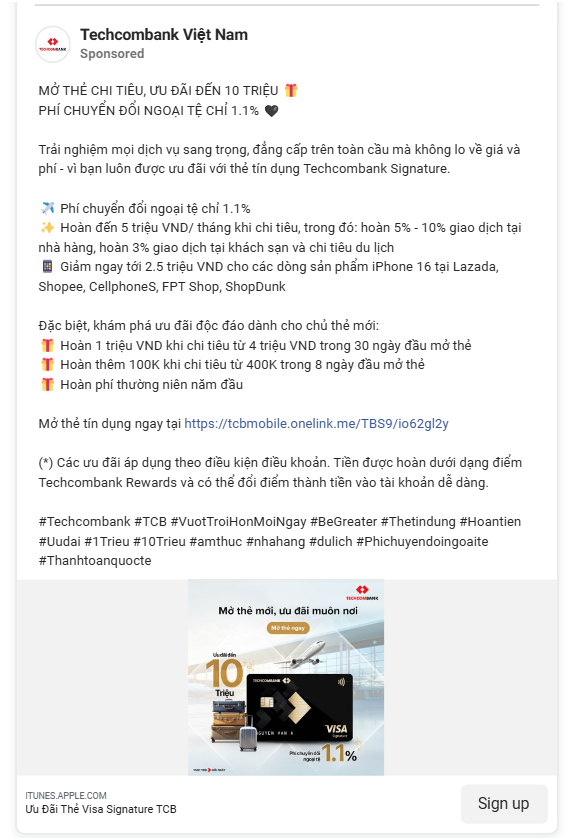 Techcombank Việt Nam
Sponsored
MỞ THẺ CHI TIÊU, ƯU ĐÃI ĐẾN 10 TRIỆU 🎁
PHÍ CHUYỂN ĐỔI NGOẠI TỆ CHỈ 1.1% 🖤
Trải nghiệm mọi dịch vụ sang trọng, đẳng cấp trên toàn cầu mà không lo về giá và
phí - vì bạn luôn được ưu đãi với thẻ tín dụng Techcombank Signature.
✈️ Phí chuyển đổi ngoại tệ chỉ 1.1%
✨ Hoàn đến 5 triệu VND/ tháng khi chi tiêu, trong đó: hoàn 5% - 10% giao dịch tại
nhà hàng, hoàn 3% giao dịch tại khách sạn và chi tiêu du lịch
📱 Giảm ngay tới 2.5 triệu VND cho các dòng sản phẩm iPhone 16 tại Lazada,
Shopee, CellphoneS, FPT Shop, ShopDunk
Đặc biệt, khám phá ưu đãi độc đáo dành cho chủ thẻ mới:
🎁 Hoàn 1 triệu VND khi chi tiêu từ 4 triệu VND trong 30 ngày đầu mở thẻ
🎁 Hoàn thêm 100K khi chi tiêu từ 400K trong 8 ngày đầu mở thẻ
🎁 Hoàn phí thường niên năm đầu
Mở thẻ tín dụng ngay tại https://tcbmobile.onelink.me/TBS9/io62gl2y
(*) Các ưu đãi áp dụng theo điều kiện điều khoản. Tiền được hoàn dưới dạng điểm
Techcombank Rewards và có thể đổi điểm thành tiền vào tài khoản dễ dàng.
#Techcombank #TCB #VuotTroiHonMoiNgay #BeGreater #Thetindung #Hoantien
#Uudai #1Trieu #10Trieu #amthuc #nhahang #dulich #Phichuyendoingoaite
#Thanhtoanquocte
TECHCOMBANK
Mở thẻ mới, ưu đãi muôn nơi
Mở thẻ ngay
Ưu đãi đến
10
Triệu
TECHCOMBANK
NGUYEN VAN A
VISA
Signature
Phí chuyển đổi
ngoại tệ 1.1%
ITUNES.APPLE.COM
Ưu Đãi Thẻ Visa Signature TCB
Sign up